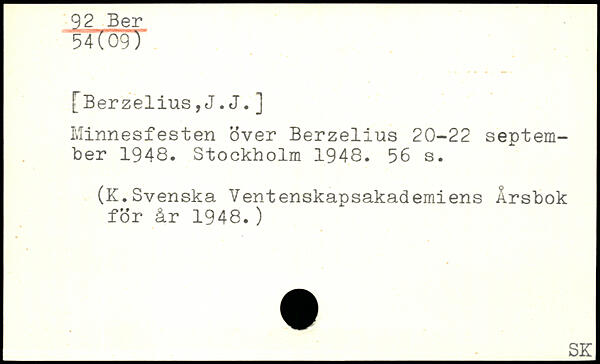 92 Ber
54(09)
[Berzelius,J.J.]
Minnesfesten över Berzelius 20-22 septem-
ber 1948. Stockholm 1948. 56 s.
(K.Svenska Ventenskapsakademiens Årsbok
för år 1948.)
SK